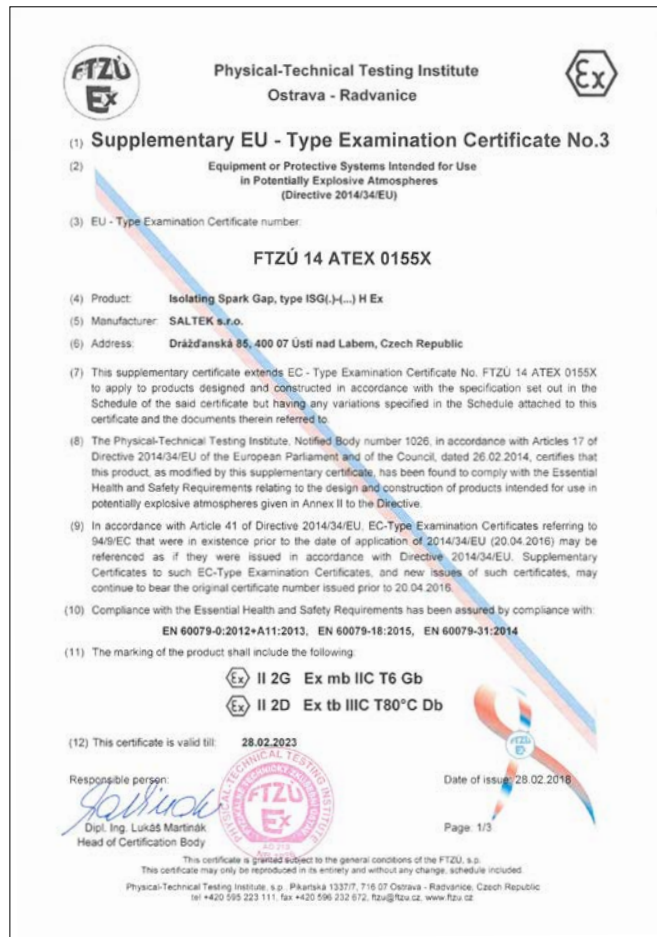 FTZÚ
Ex
Physical-Technical Testing Institute
Ostrava - Radvanice
Ex
(1) Supplementary EU - Type Examination Certificate No.3
(2) Equipment or Protective Systems Intended for Use
in Potentially Explosive Atmospheres
(Directive 2014/34/EU)
(3) EU - Type Examination Certificate number:
FTZÚ 14 ATEX 0155X
(4) Product: Isolating Spark Gap, type ISG(.)-(...) H Ex
(5) Manufacturer: SALTEK s.r.o.
(6) Address: Drážďanská 85, 400 07 Ústí nad Labem, Czech Republic
(7) This supplementary certificate extends EC - Type Examination Certificate No. FTZÚ 14 ATEX 0155X
to apply to products designed and constructed in accordance with the specification set out in the
Schedule of the said certificate but having any variations specified in the Schedule attached to this
certificate and the documents therein referred to.
(8) The Physical-Technical Testing Institute, Notified Body number 1026, in accordance with Articles 17 of
Directive 2014/34/EU of the European Parliament and of the Council, dated 26.02.2014, certifies that
this product, as modified by this supplementary certificate, has been found to comply with the Essential
Health and Safety Requirements relating to the design and construction of products intended for use in
potentially explosive atmospheres given in Annex II to the Directive.
(9) In accordance with Article 41 of Directive 2014/34/EU, EC-Type Examination Certificates referring to
94/9/EC that were in existence prior to the date of application of 2014/34/EU (20.04.2016) may be
referenced as if they were issued in accordance with Directive 2014/34/EU. Supplementary
Certificates to such EC-Type Examination Certificates, and new issues of such certificates, may
continue to bear the original certificate number issued prior to 20.04.2016.
(10) Compliance with the Essential Health and Safety Requirements has been assured by compliance with:
EN 60079-0:2012+A11:2013, EN 60079-18:2015, EN 60079-31:2014
(11) The marking of the product shall include the following:
Ex II 2G Ex mb IIC T6 Gb
Ex II 2D Ex tb IIIC T80°C Db
(12) This certificate is valid till: 28.02.2023
Responsible person:
Date of issue: 28.02.2018
PHYSICAL-TECHNICAL TESTING INSTITUTE
FTZÚ
Ex
AO 210
FTZÚ
Ex
Dipl. Ing. Lukáš Martinák
Head of Certification Body
Page: 1/3
This certificate is granted subject to the general conditions of the FTZÚ, s.p.
This certificate may only be reproduced in its entirety and without any change, schedule included.
Physical-Technical Testing Institute, s.p., Pikartská 1337/7, 716 07 Ostrava - Radvanice, Czech Republic
tel +420 595 223 111, fax +420 596 232 672, ftzu@ftzu.cz, www.ftzu.cz